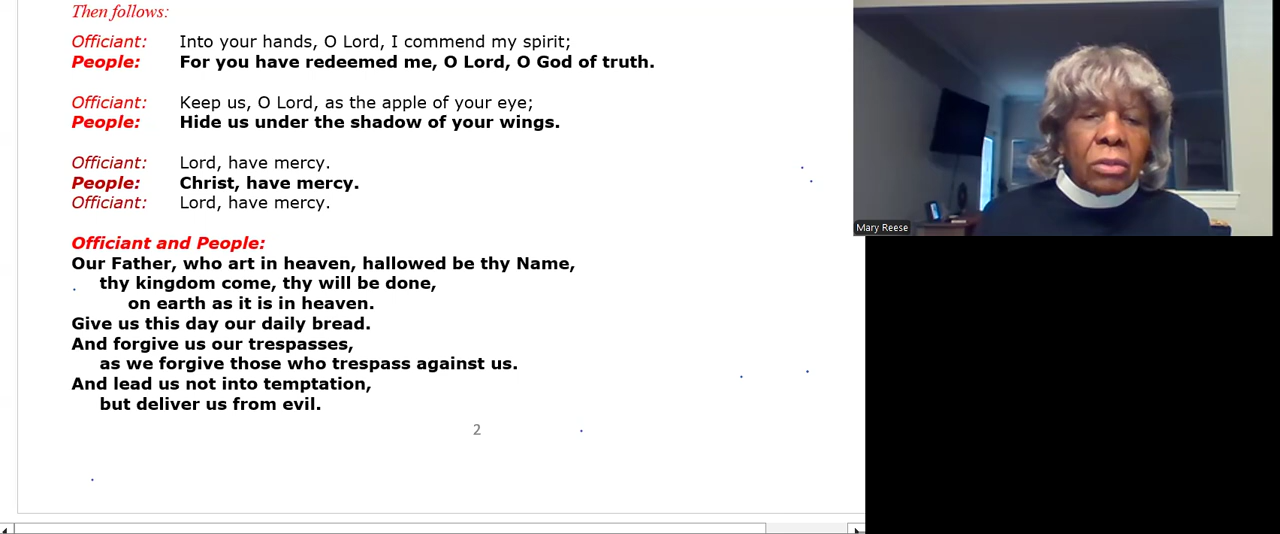 Then follows:
Officiant: Into your hands, O Lord, I commend my spirit;
People: For you have redeemed me, O Lord, O God of truth.
Officiant: Keep us, O Lord, as the apple of your eye;
People: Hide us under the shadow of your wings.
Officiant: Lord, have mercy.
People: Christ, have mercy.
Officiant: Lord, have mercy.
Officiant and People:
Our Father, who art in heaven, hallowed be thy Name,
thy kingdom come, thy will be done,
on earth as it is in heaven.
Give us this day our daily bread.
And forgive us our trespasses,
as we forgive those who trespass against us.
And lead us not into temptation,
but deliver us from evil.
2
Mary Reese